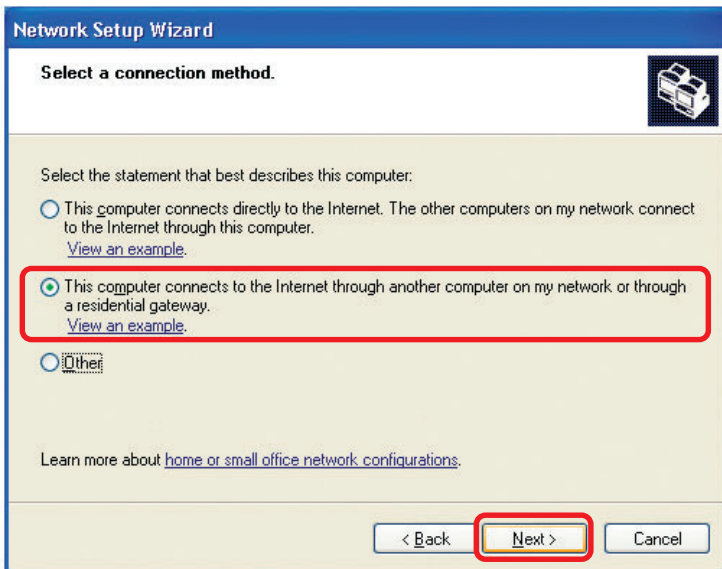 Network Setup Wizard
Select a connection method.
Select the statement that best describes this computer:
This computer connects directly to the Internet. The other computers on my network connect
to the Internet through this computer.
View an example.
This computer connects to the Internet through another computer on my network or through
a residential gateway.
View an example.
Other
Learn more about home or small office network configurations.
< Back Next > Cancel